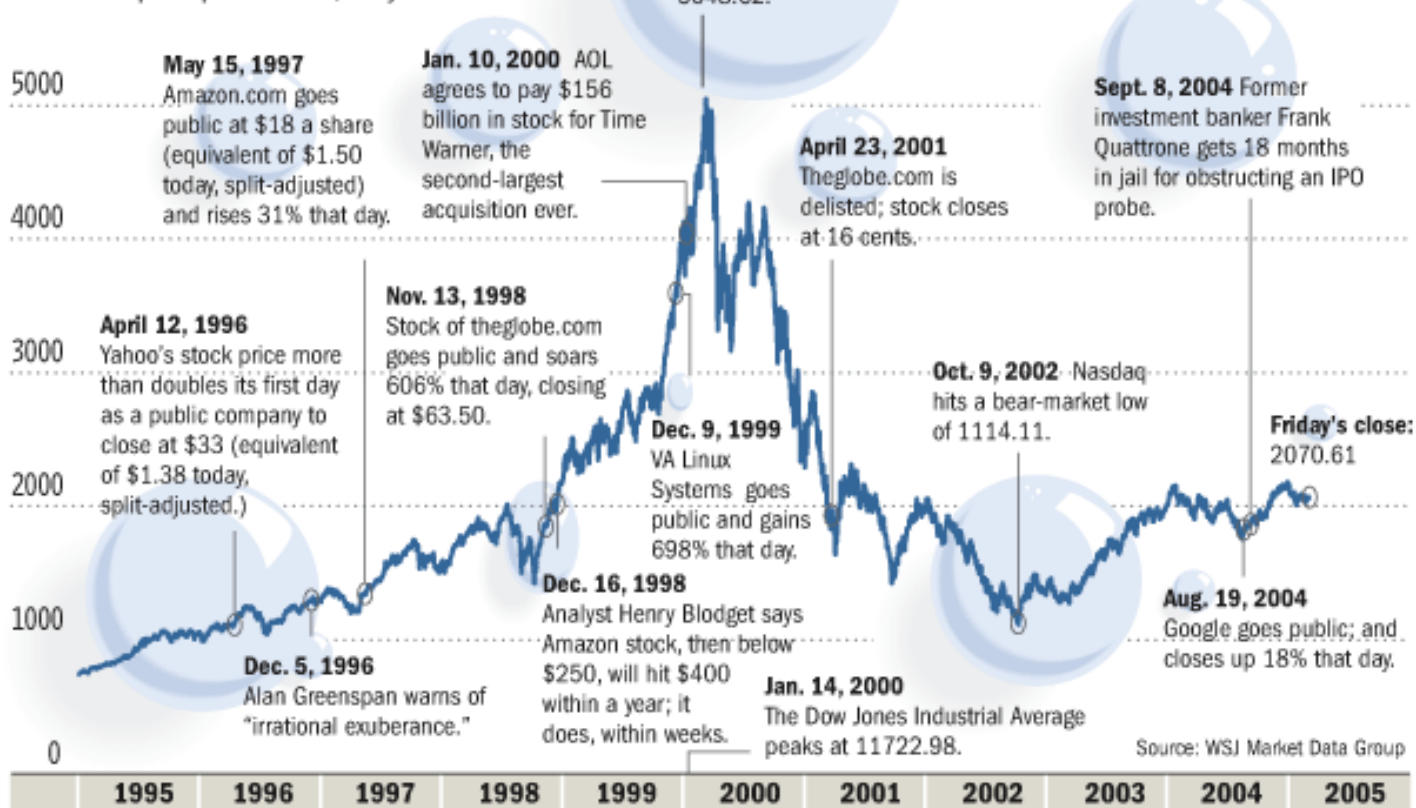 5000
4000
3000
2000
1000
0
May 15, 1997
Amazon.com goes
public at $18 a share
(equivalent of $1.50
today, split-adjusted)
and rises 31% that day.
Jan. 10, 2000 AOL
agrees to pay $156
billion in stock for Time
Warner, the
second-largest
acquisition ever.
April 23, 2001
Theglobe.com is
delisted; stock closes
at 16 cents.
Sept. 8, 2004 Former
investment banker Frank
Quattrone gets 18 months
in jail for obstructing an IPO
probe.
April 12, 1996
Yahoo's stock price more
than doubles its first day
as a public company to
close at $33 (equivalent
of $1.38 today,
split-adjusted.)
Nov. 13, 1998
Stock of theglobe.com
goes public and soars
606% that day, closing
at $63.50.
Dec. 9, 1999
VA Linux
Systems goes
public and gains
698% that day.
Oct. 9, 2002 Nasdaq
hits a bear-market low
of 1114.11.
Friday's close:
2070.61
Dec. 5, 1996
Alan Greenspan warns of
"irrational exuberance."
Dec. 16, 1998
Analyst Henry Blodget says
Amazon stock, then below
$250, will hit $400
within a year; it
does, within weeks.
Jan. 14, 2000
The Dow Jones Industrial Average
peaks at 11722.98.
Aug. 19, 2004
Google goes public; and
closes up 18% that day.
Source: WSJ Market Data Group
1995 1996 1997 1998 1999 2000 2001 2002 2003 2004 2005